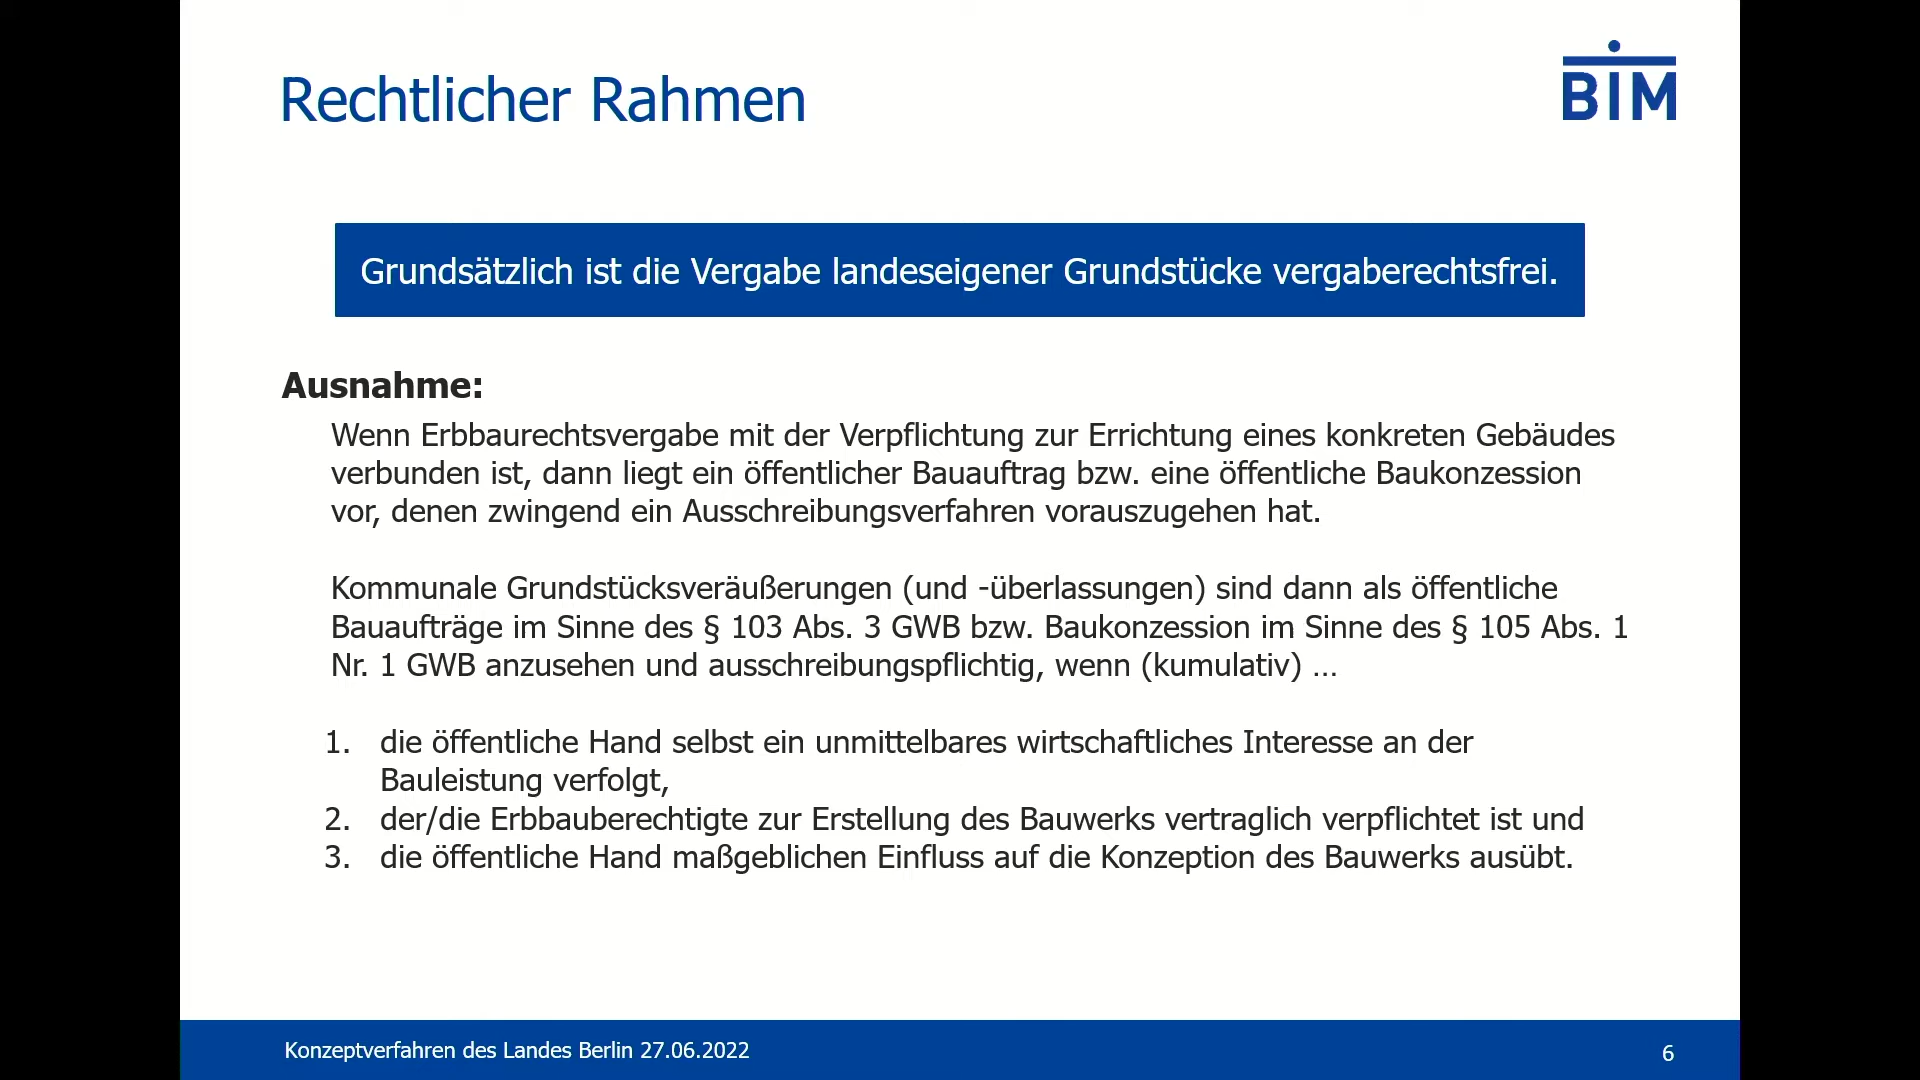 Rechtlicher Rahmen
BIM
Grundsätzlich ist die Vergabe landeseigener Grundstücke vergaberechtsfrei.
Ausnahme:
Wenn Erbbaurechtsvergabe mit der Verpflichtung zur Errichtung eines konkreten Gebäudes
verbunden ist, dann liegt ein öffentlicher Bauauftrag bzw. eine öffentliche Baukonzession
vor, denen zwingend ein Ausschreibungsverfahren vorauszugehen hat.
Kommunale Grundstücksveräußerungen (und -überlassungen) sind dann als öffentliche
Bauaufträge im Sinne des § 103 Abs. 3 GWB bzw. Baukonzession im Sinne des § 105 Abs. 1
Nr. 1 GWB anzusehen und ausschreibungspflichtig, wenn (kumulativ) …
1. die öffentliche Hand selbst ein unmittelbares wirtschaftliches Interesse an der
Bauleistung verfolgt,
2. der/die Erbbauberechtigte zur Erstellung des Bauwerks vertraglich verpflichtet ist und
3. die öffentliche Hand maßgeblichen Einfluss auf die Konzeption des Bauwerks ausübt.
Konzeptverfahren des Landes Berlin 27.06.2022
6